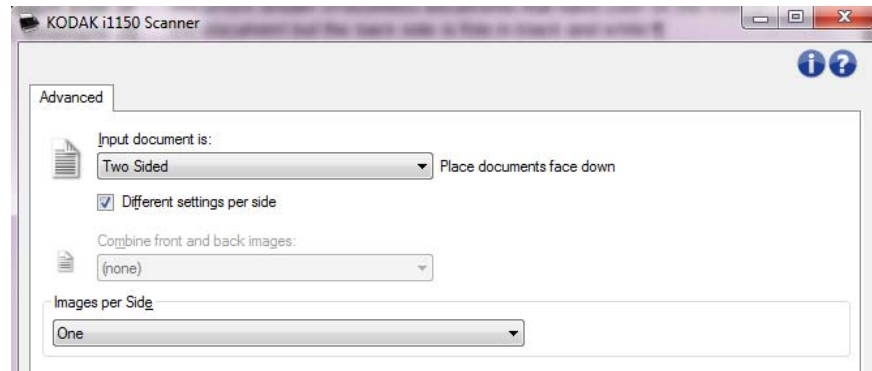 KODAK i1150 Scanner
Advanced
Input document is:
Two Sided Place documents face down
Different settings per side
Combine front and back images:
(none)
Images per Side
One